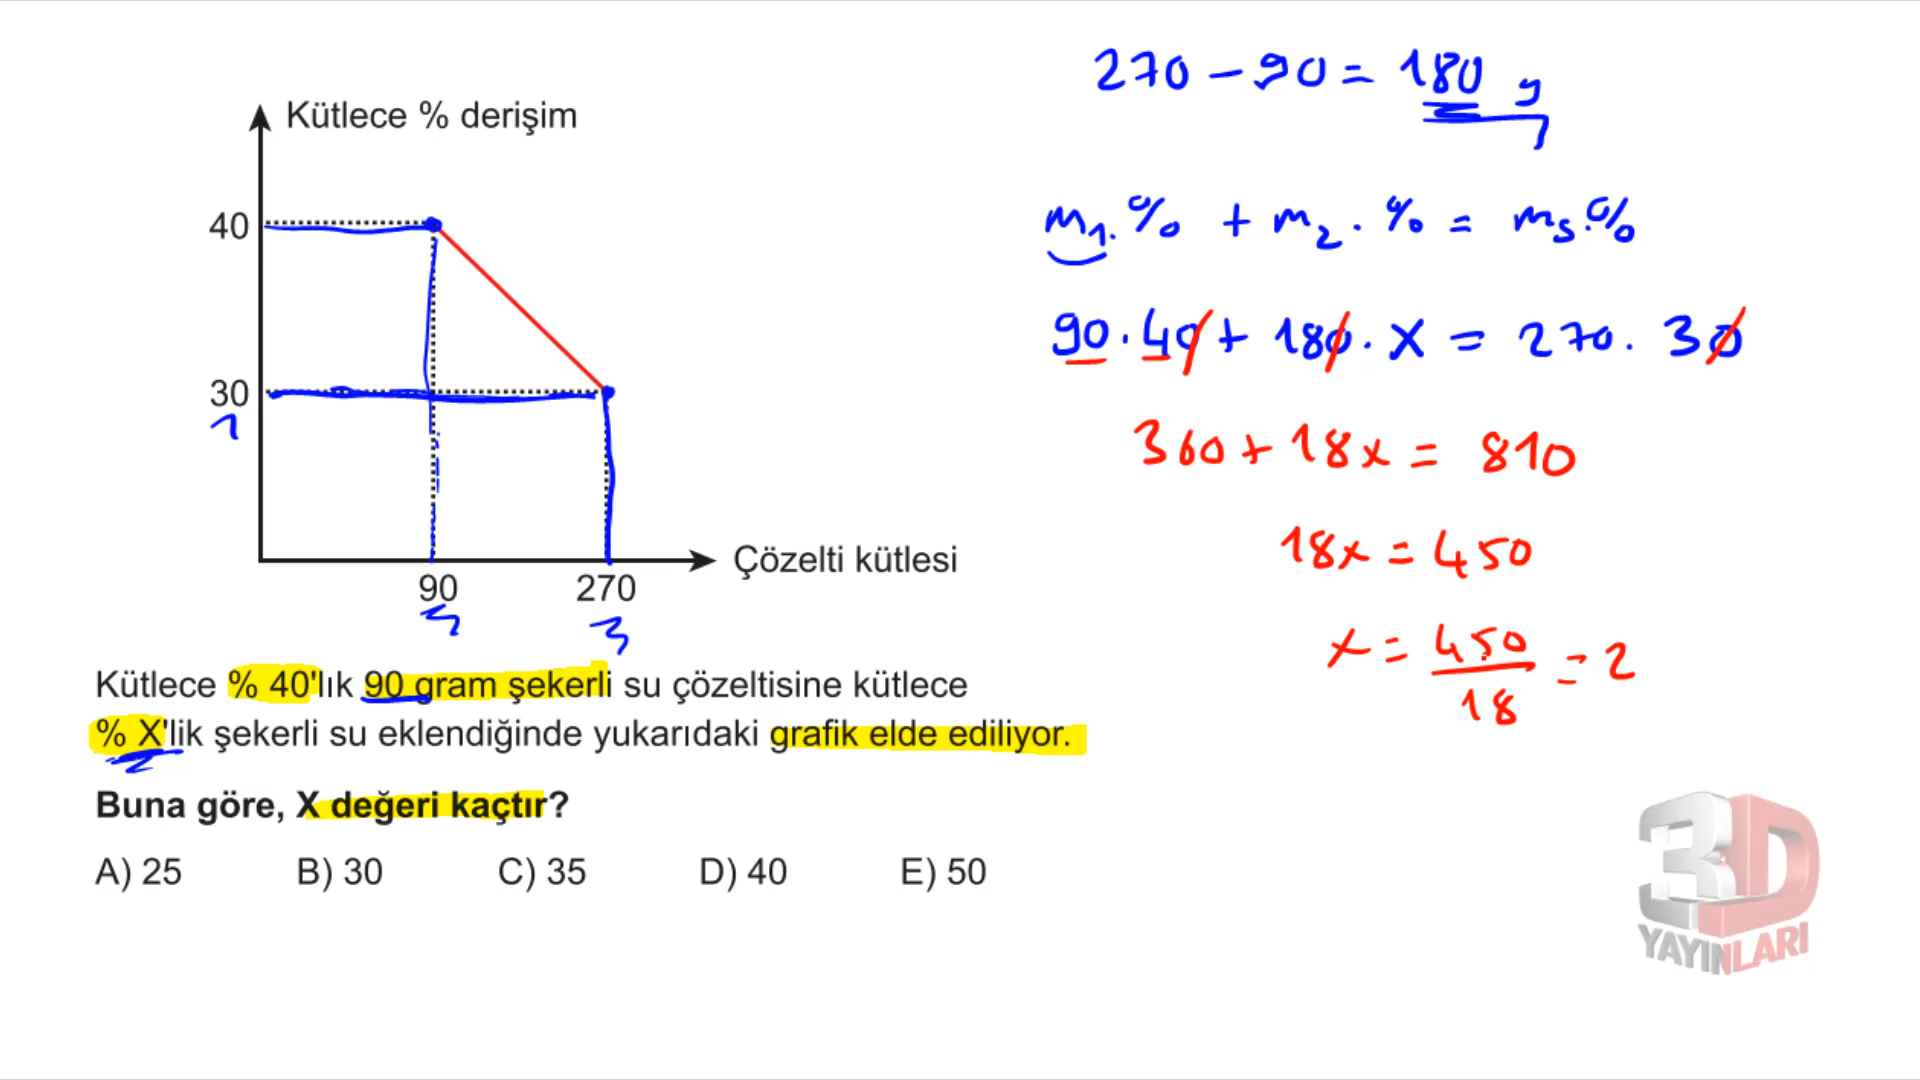 270 - 90 = 180 g
Kütlece % derişim
m₁.% + m₂.% = mₛ.%
40
90.40 + 180.x = 270.30
30
1
360 + 18x = 810
18x = 450
Çözelti kütlesi
90 270
3
x = 450/18 = 2
Kütlece % 40'lık 90 gram şekerli su çözeltisine kütlece
% X'lik şekerli su eklendiğinde yukarıdaki grafik elde ediliyor.
Buna göre, X değeri kaçtır?
A) 25 B) 30 C) 35 D) 40 E) 50
3D
YAYINLARI